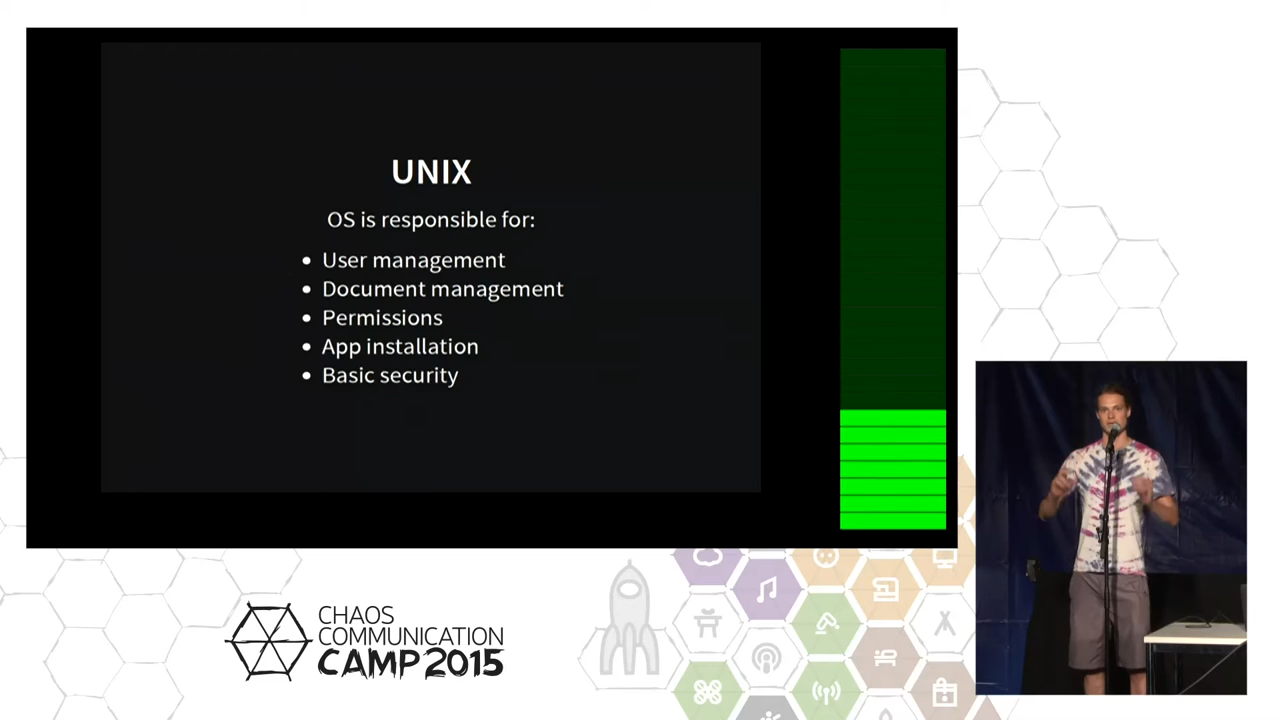 UNIX
OS is responsible for:
• User management
• Document management
• Permissions
• App installation
• Basic security
CHAOS
COMMUNICATION
CAMP 2015